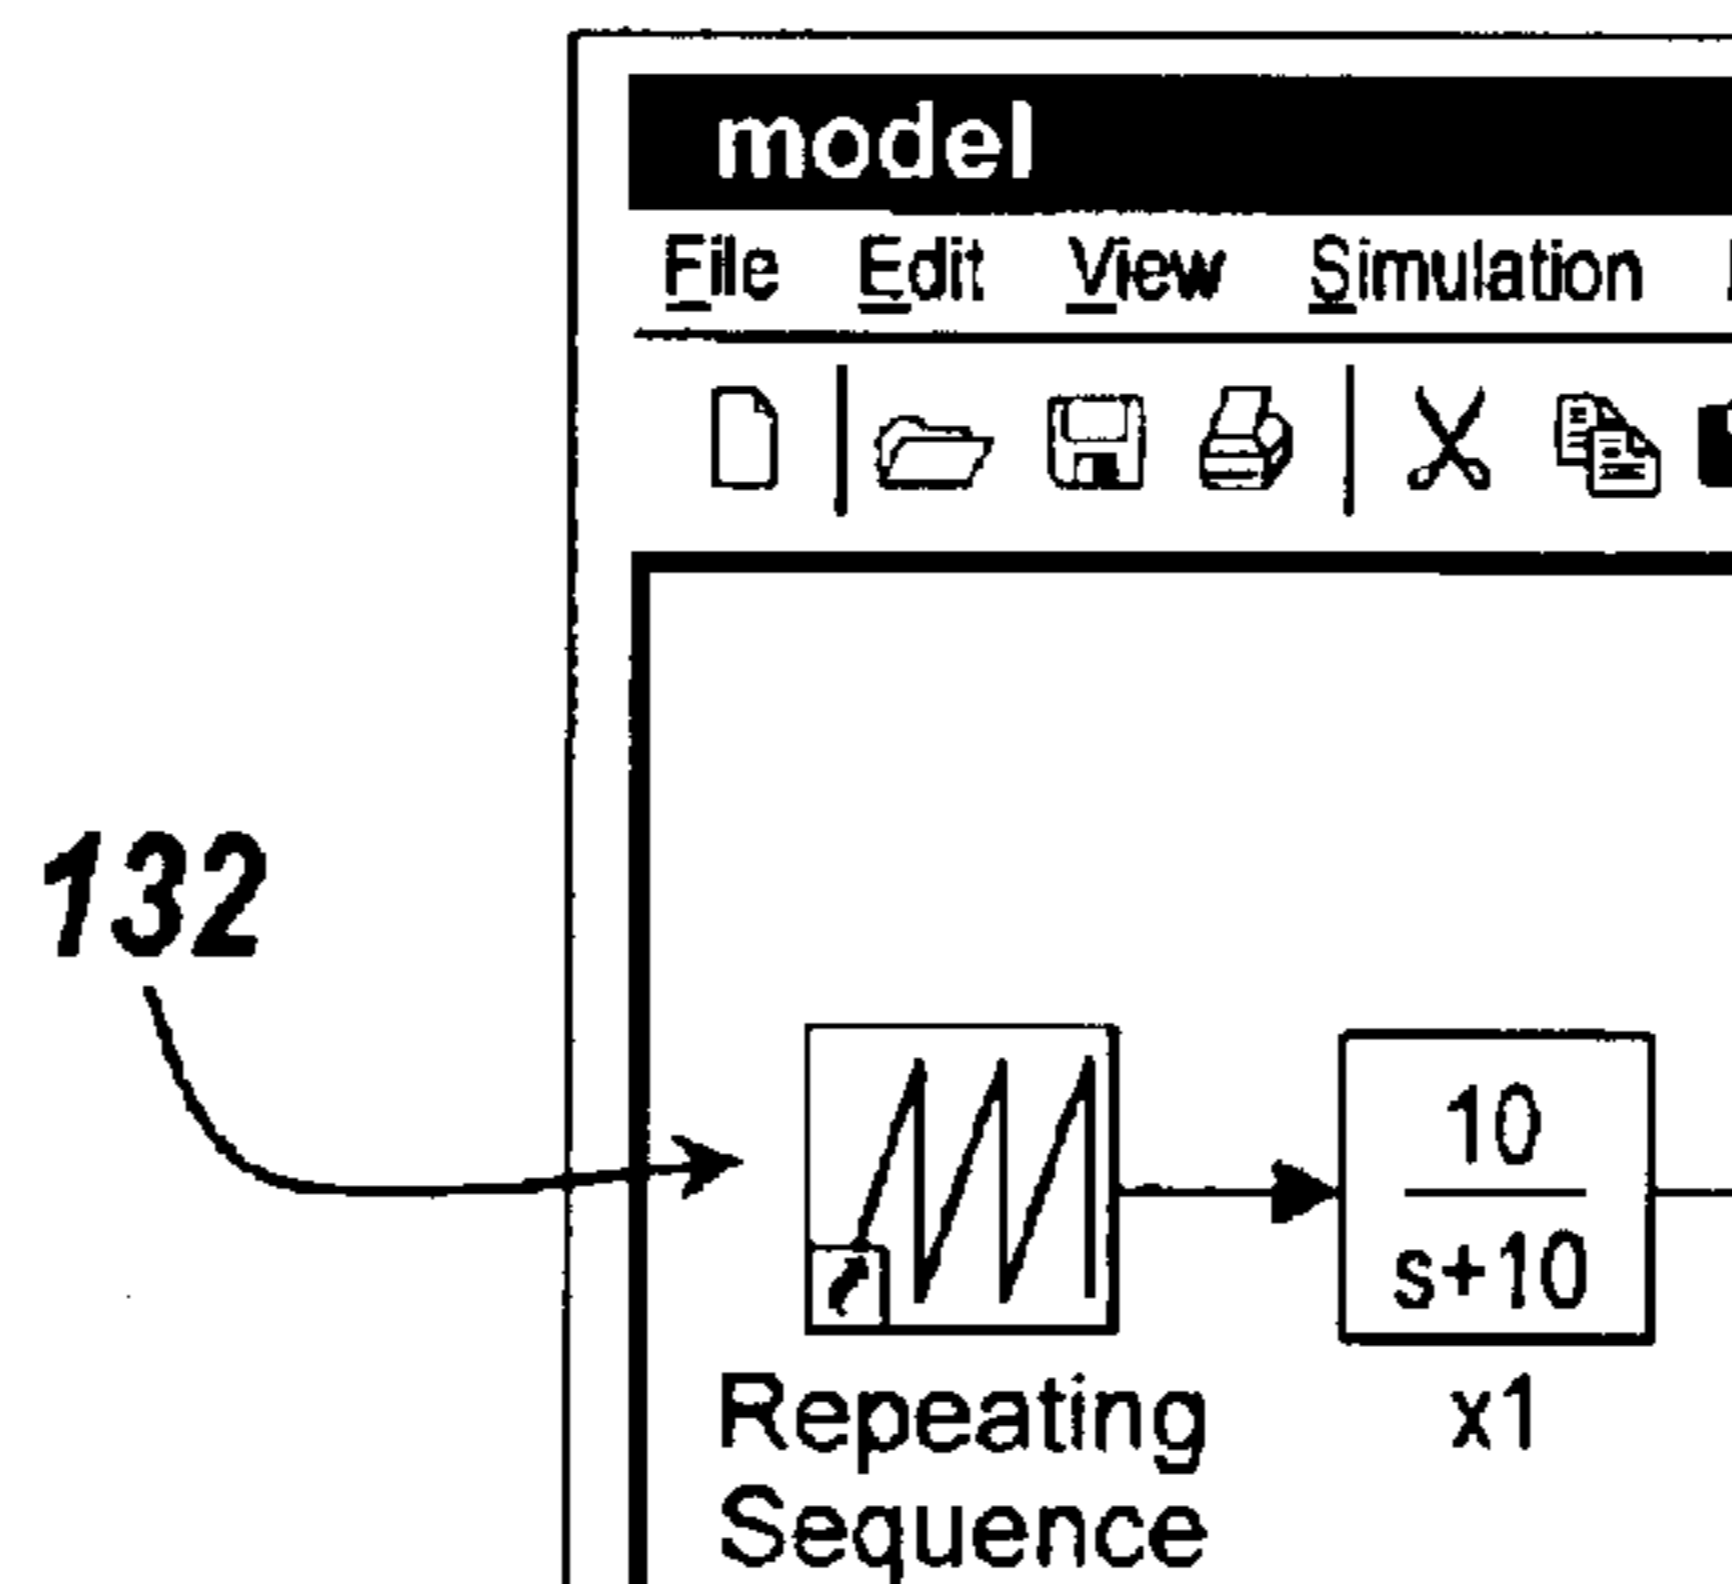 model
File Edit View Simulation
132
10
s+10
Repeating
Sequence
x1